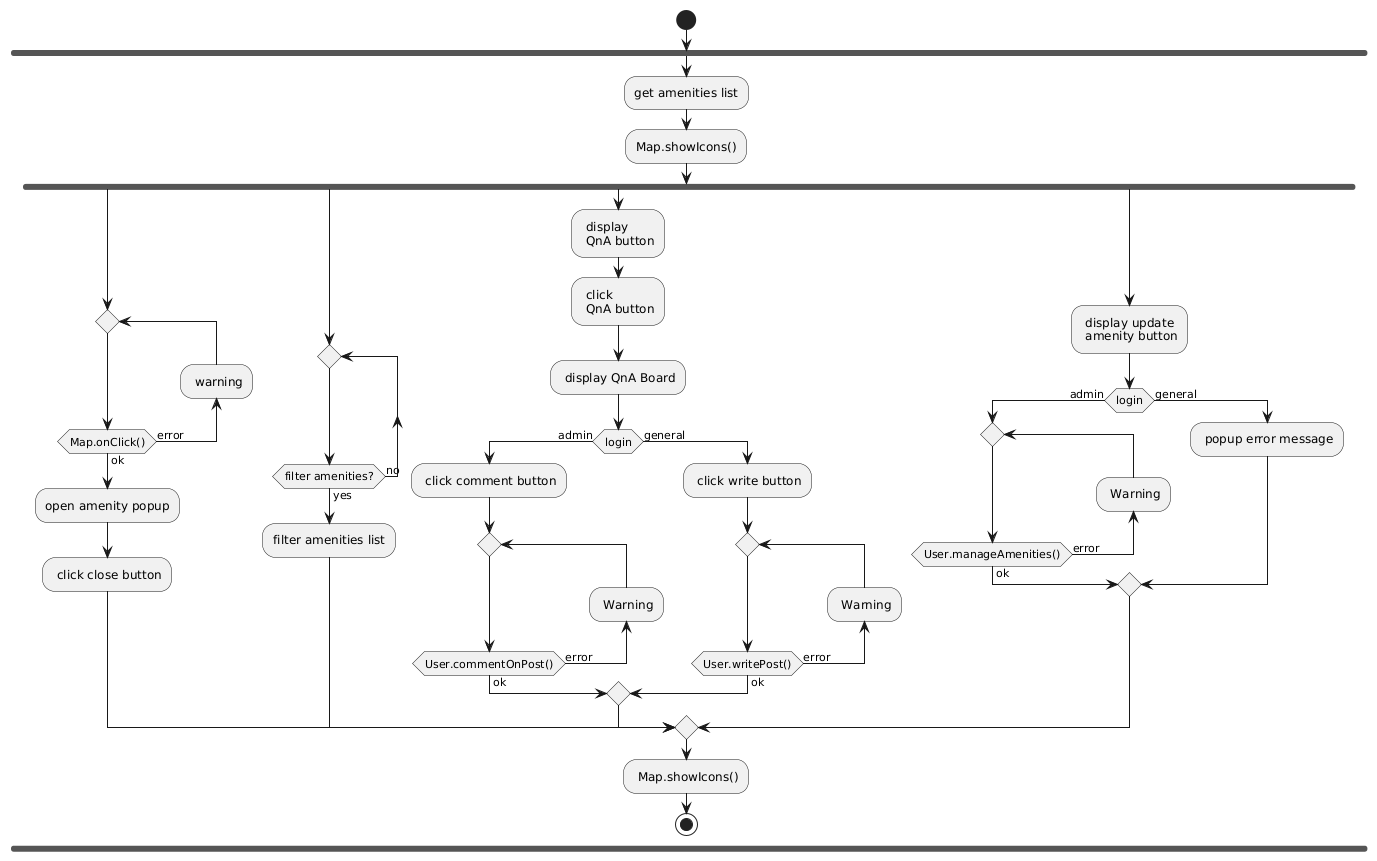 get amenities list
Map.showIcons()
display
QnA button
click
QnA button
display QnA Board
display update
amenity button
warning
Map.onClick()
error
ok
open amenity popup
click close button
filter amenities?
no
yes
filter amenities list
admin
login
general
click comment button
click write button
Warning
User.commentOnPost()
error
ok
Warning
User.writePost()
error
ok
admin
login
general
popup error message
Warning
User.manageAmenities()
error
ok
Map.showIcons()